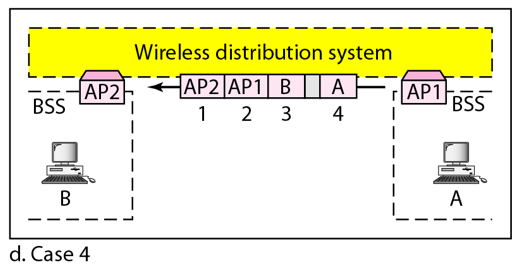 Wireless distribution system
AP2 AP2 AP1 B A AP1
BSS 1 2 3 4 BSS
B A
d. Case 4